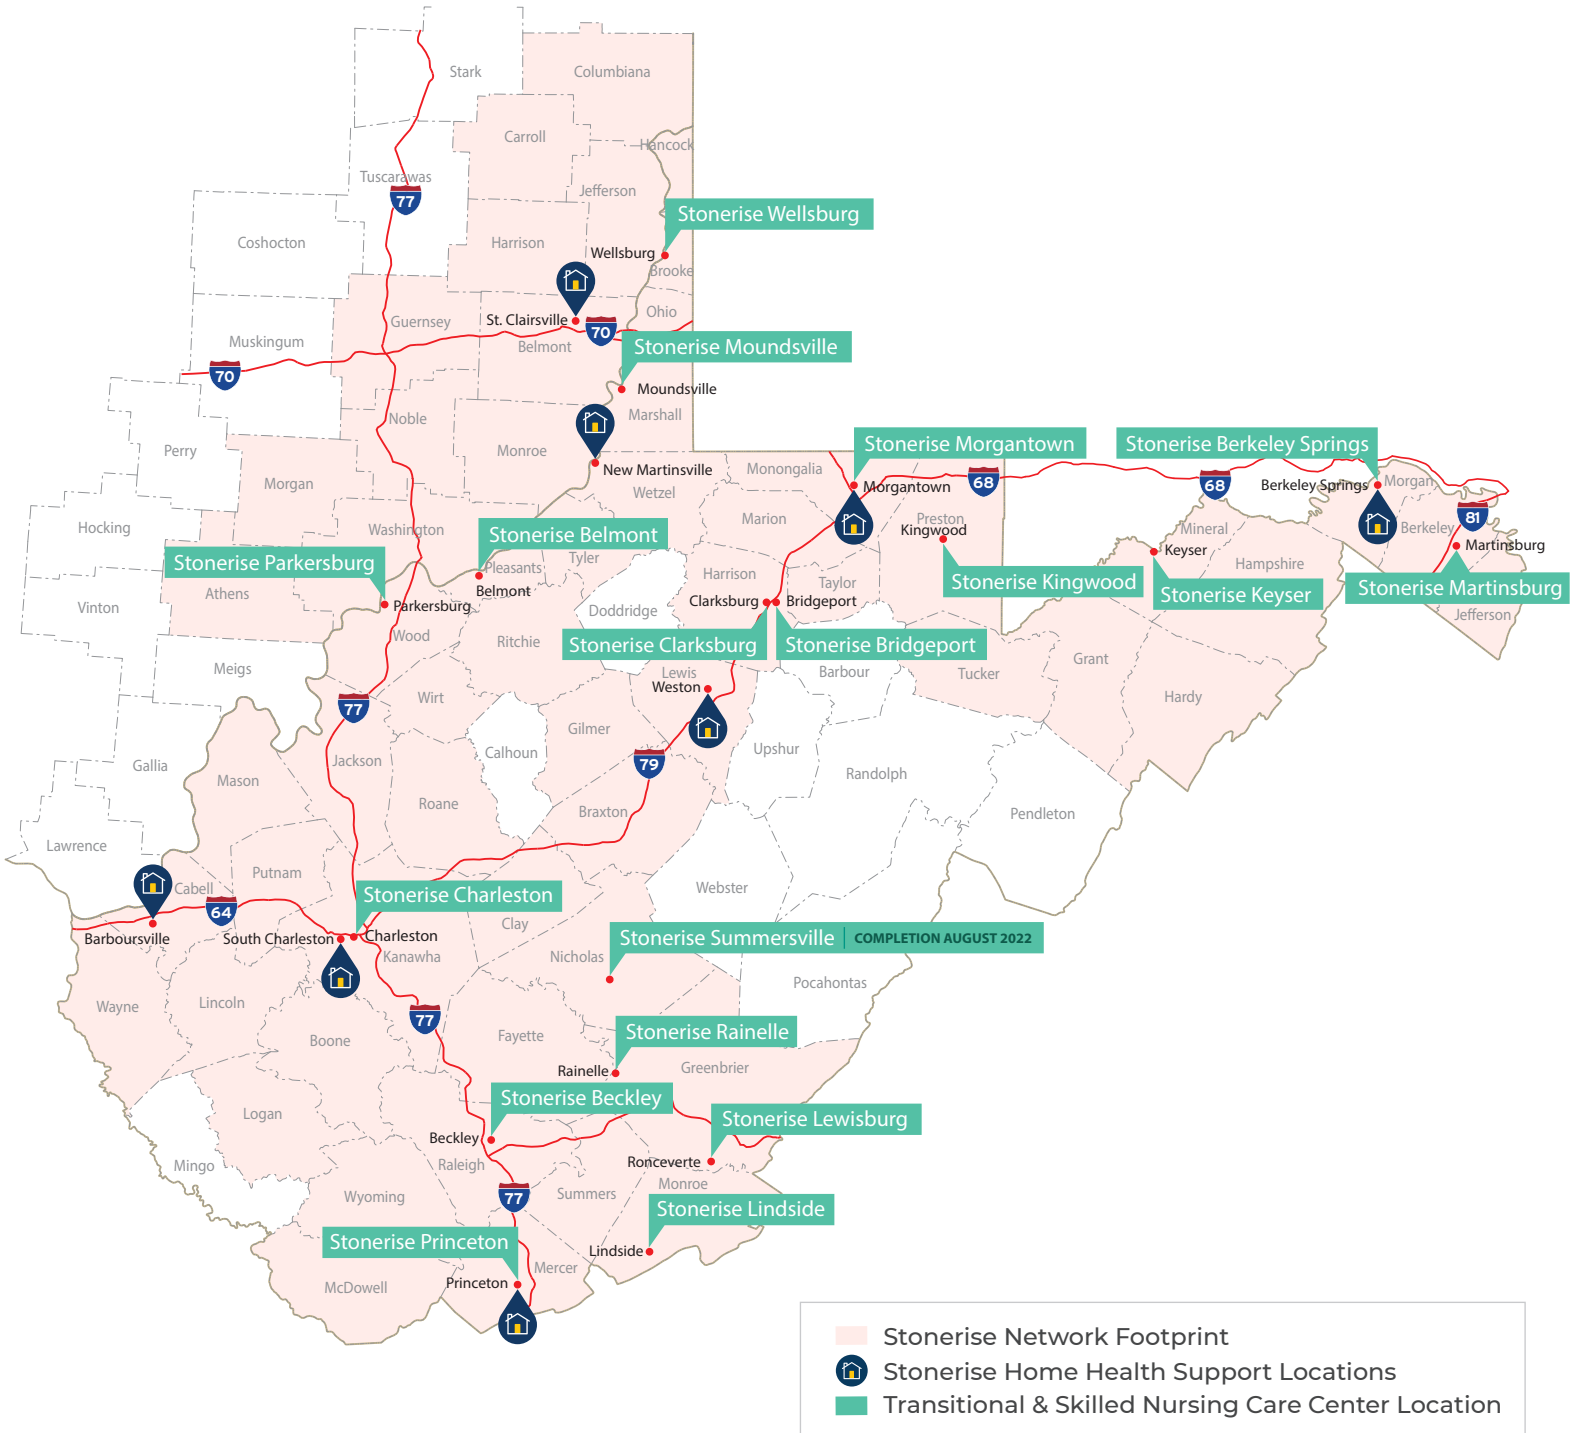 Stark
Columbiana
Carroll
Hancock
Tuscarawas
77
Jefferson
Stonerise Wellsburg
Coshocton
Harrison
Wellsburg
Brooke
Ohio
Guernsey
St. Clairsville
70
Muskingum
Belmont
Stonerise Moundsville
70
Moundsville
Noble
Marshall
Perry
Monroe
Stonerise Morgantown
Stonerise Berkeley Springs
New Martinsville
Monongalia
Morgan
Wetzel
Morgantown
68
68
Berkeley Springs
Morgan
Hocking
Washington
Marion
Preston
Kingwood
Mineral
Berkeley
81
Stonerise Belmont
Martinsburg
Stonerise Parkersburg
Pleasants
Tyler
Keyser
Hampshire
Belmont
Harrison
Taylor
Stonerise Kingwood
Stonerise Keyser
Stonerise Martinsburg
Vinton
Athens
Parkersburg
Doddridge
Clarksburg
Bridgeport
Jefferson
Wood
Ritchie
Stonerise Clarksburg
Stonerise Bridgeport
Meigs
Lewis
Barbour
Tucker
Grant
Weston
Wirt
Hardy
77
Gilmer
Calhoun
Upshur
Gallia
Jackson
79
Mason
Randolph
Roane
Braxton
Pendleton
Lawrence
Putnam
Cabell
Webster
Stonerise Charleston
64
Clay
Barboursville
South Charleston
Charleston
Stonerise Summersville
COMPLETION AUGUST 2022
Kanawha
Nicholas
Pocahontas
Wayne
Lincoln
77
Boone
Fayette
Stonerise Rainelle
Rainelle
Greenbrier
Logan
Stonerise Beckley
Stonerise Lewisburg
Beckley
Mingo
Raleigh
Ronceverte
Monroe
Wyoming
77
Summers
Stonerise Lindside
Stonerise Princeton
Lindside
McDowell
Mercer
Princeton
Stonerise Network Footprint
Stonerise Home Health Support Locations
Transitional & Skilled Nursing Care Center Location